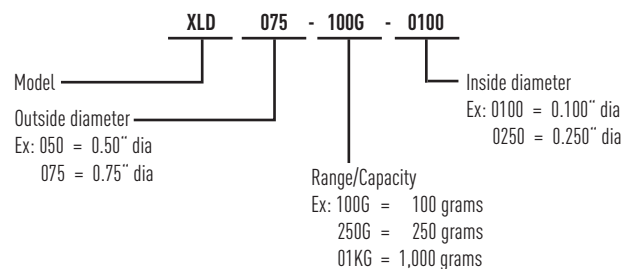 XLD 075 - 100G - 0100
Model
Outside diameter
Ex: 050 = 0.50" dia
075 = 0.75" dia
Range/Capacity
Ex: 100G = 100 grams
250G = 250 grams
01KG = 1,000 grams
Inside diameter
Ex: 0100 = 0.100" dia
0250 = 0.250" dia